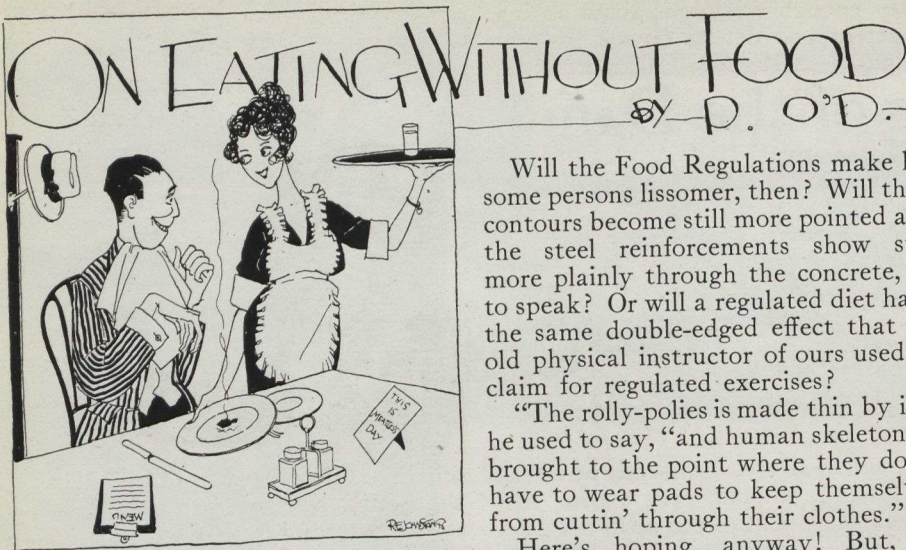 ON EATING WITHOUT FOOD
BY P. O'D.
THIS
IS
MEATLESS
DAY
MENU
Will the Food Regulations make
some persons lissomer, then? Will th
contours become still more pointed a
the steel reinforcements show s
more plainly through the concrete,
to speak? Or will a regulated diet ha
the same double-edged effect that
old physical instructor of ours used
claim for regulated exercises?
“The rolly-polies is made thin by i
he used to say, “and human skeleton
brought to the point where they do
have to wear pads to keep themsel
from cuttin’ through their clothes.”
Here’s hoping, anyway! But,